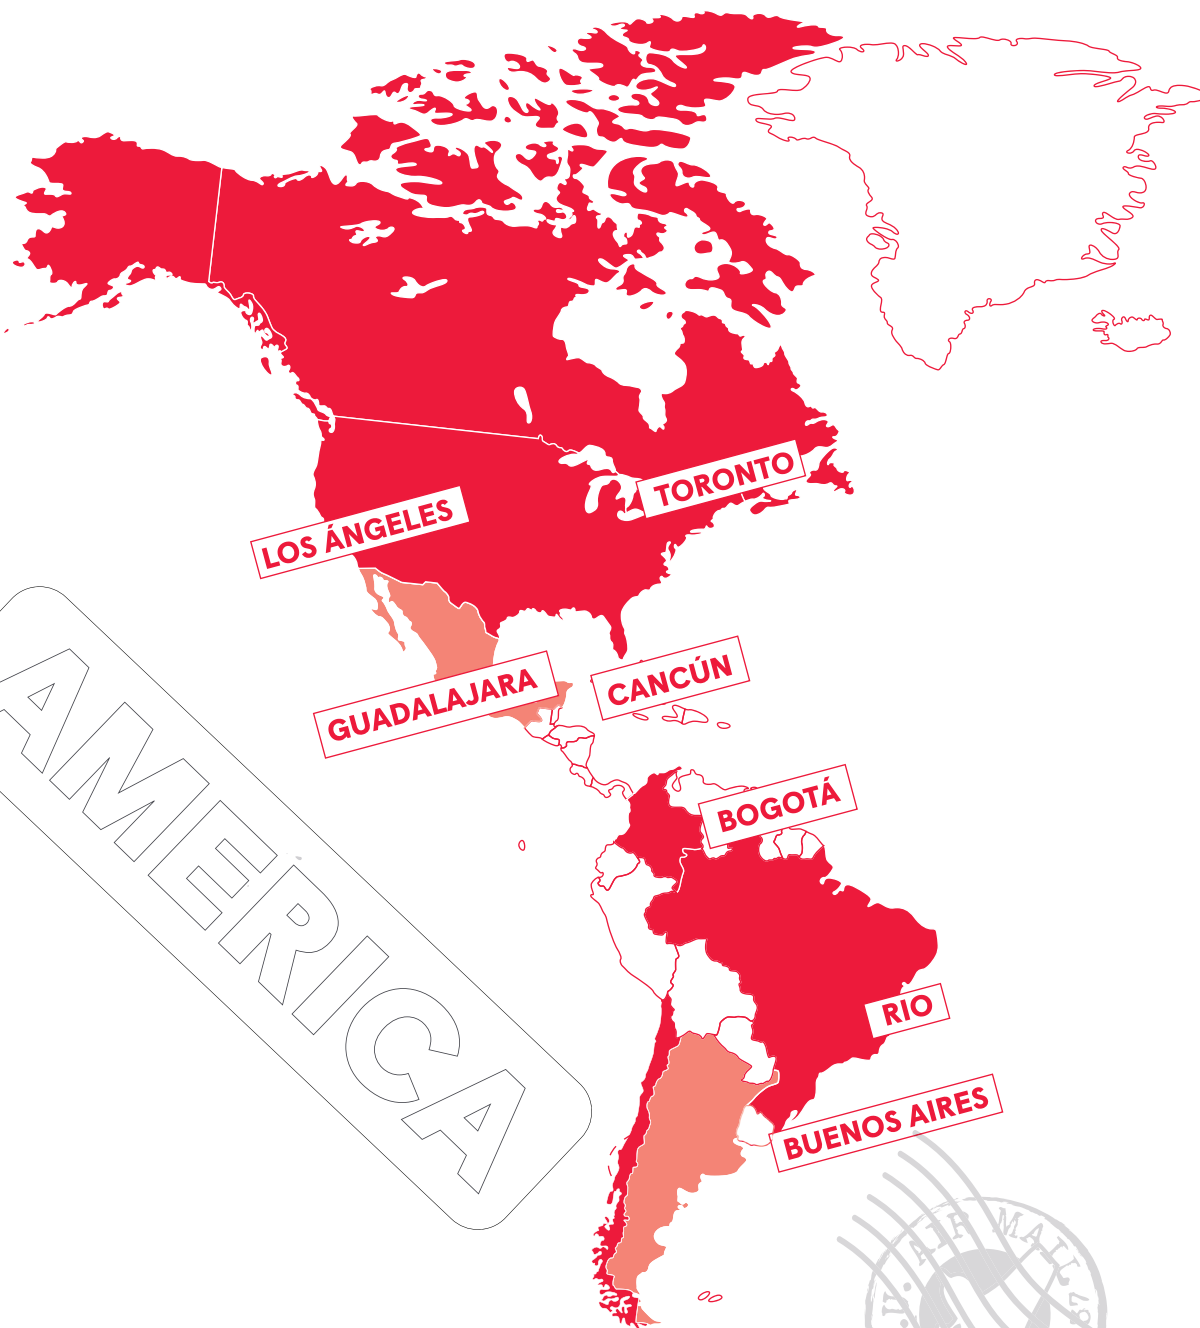 TORONTO
LOS ÁNGELES
CANCÚN
GUADALAJARA
AMERICA
BOGOTÁ
RIO
BUENOS AIRES
AIR MAIL